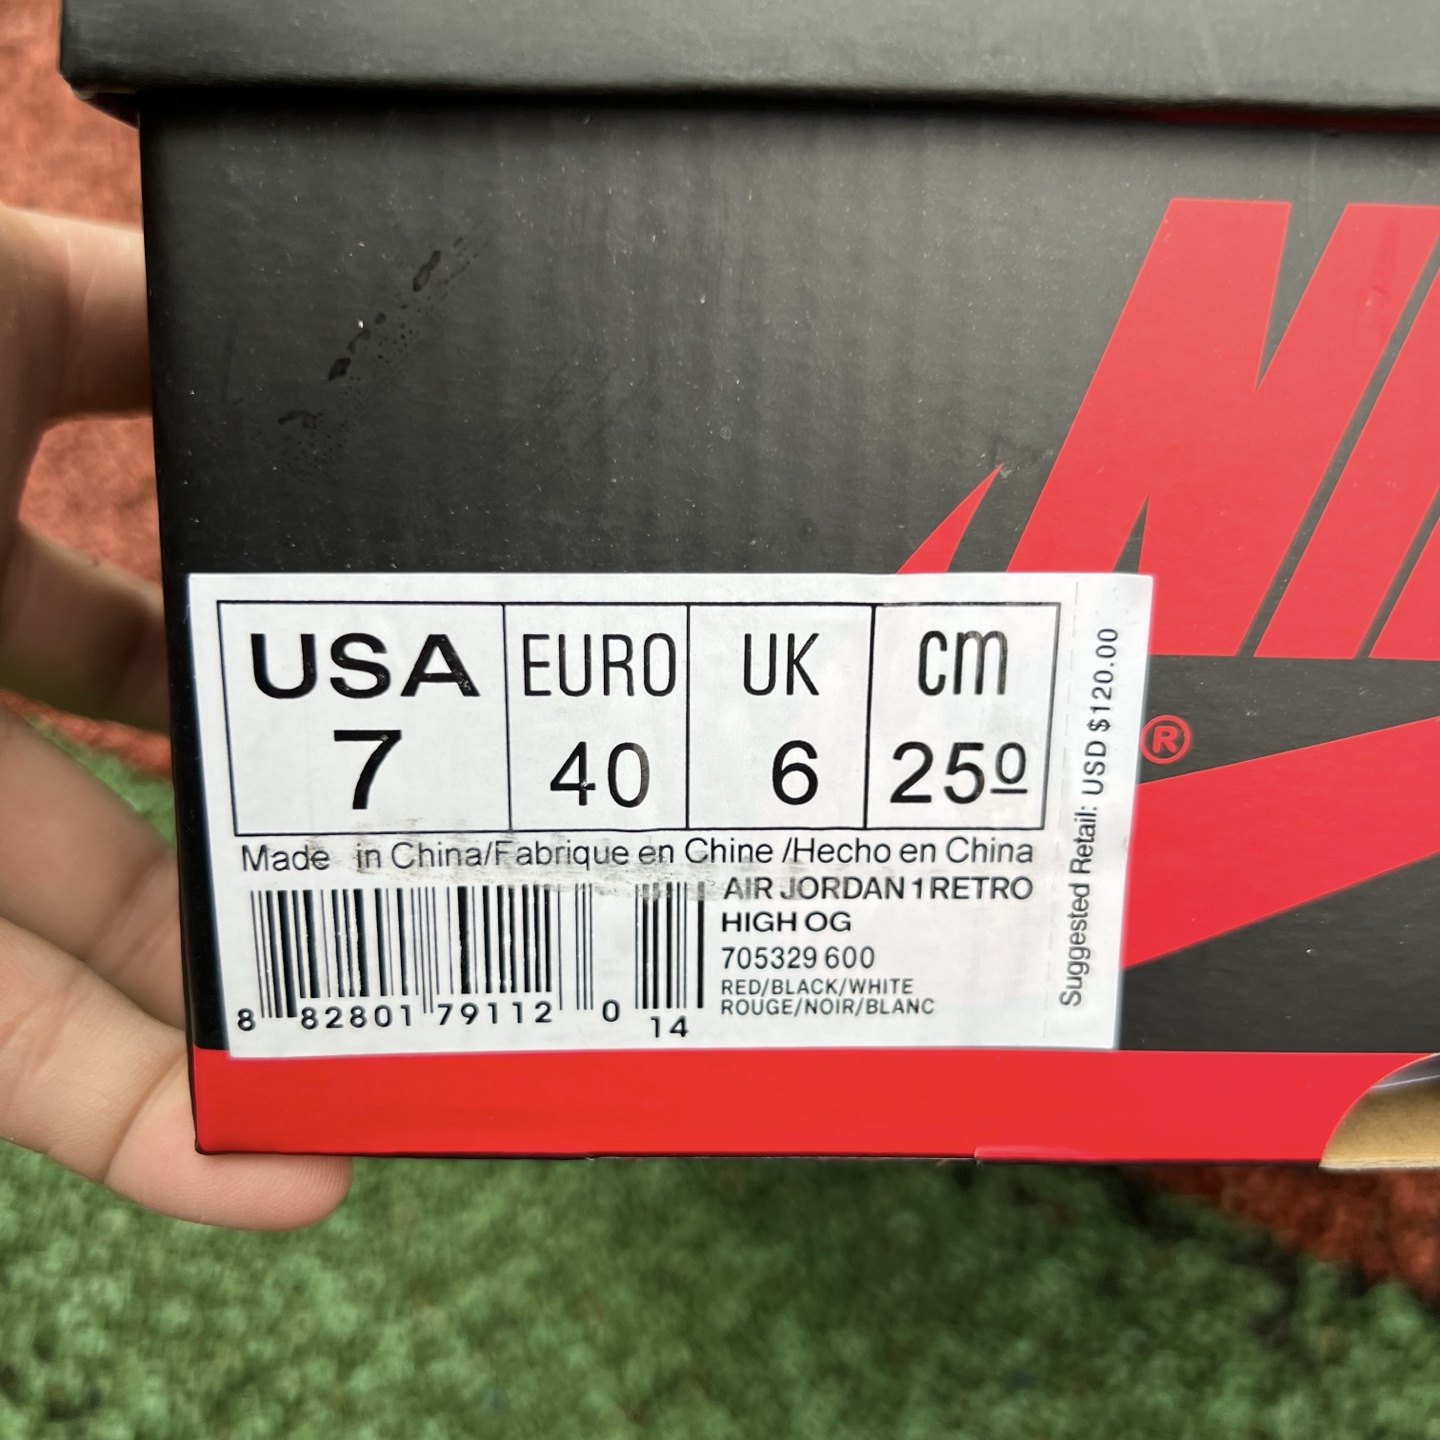 USA EURO UK cm
7 40 6 25º
Made in China/Fabrique en Chine /Hecho en China
AIR JORDAN 1 RETRO
HIGH OG
705329 600
RED/BLACK/WHITE
ROUGE/NOIR/BLANC
8 82801 79112 0 14
Suggested Retail: USD $120.00
®